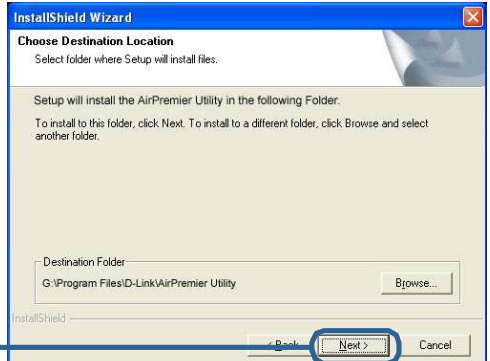 InstallShield Wizard
Choose Destination Location
Select folder where Setup will install files.
Setup will install the AirPremier Utility in the following Folder.
To install to this folder, click Next. To install to a different folder, click Browse and select
another folder.
Destination Folder
G:\Program Files\D-Link\AirPremier Utility
Browse...
InstallShield
< Back
Next >
Cancel